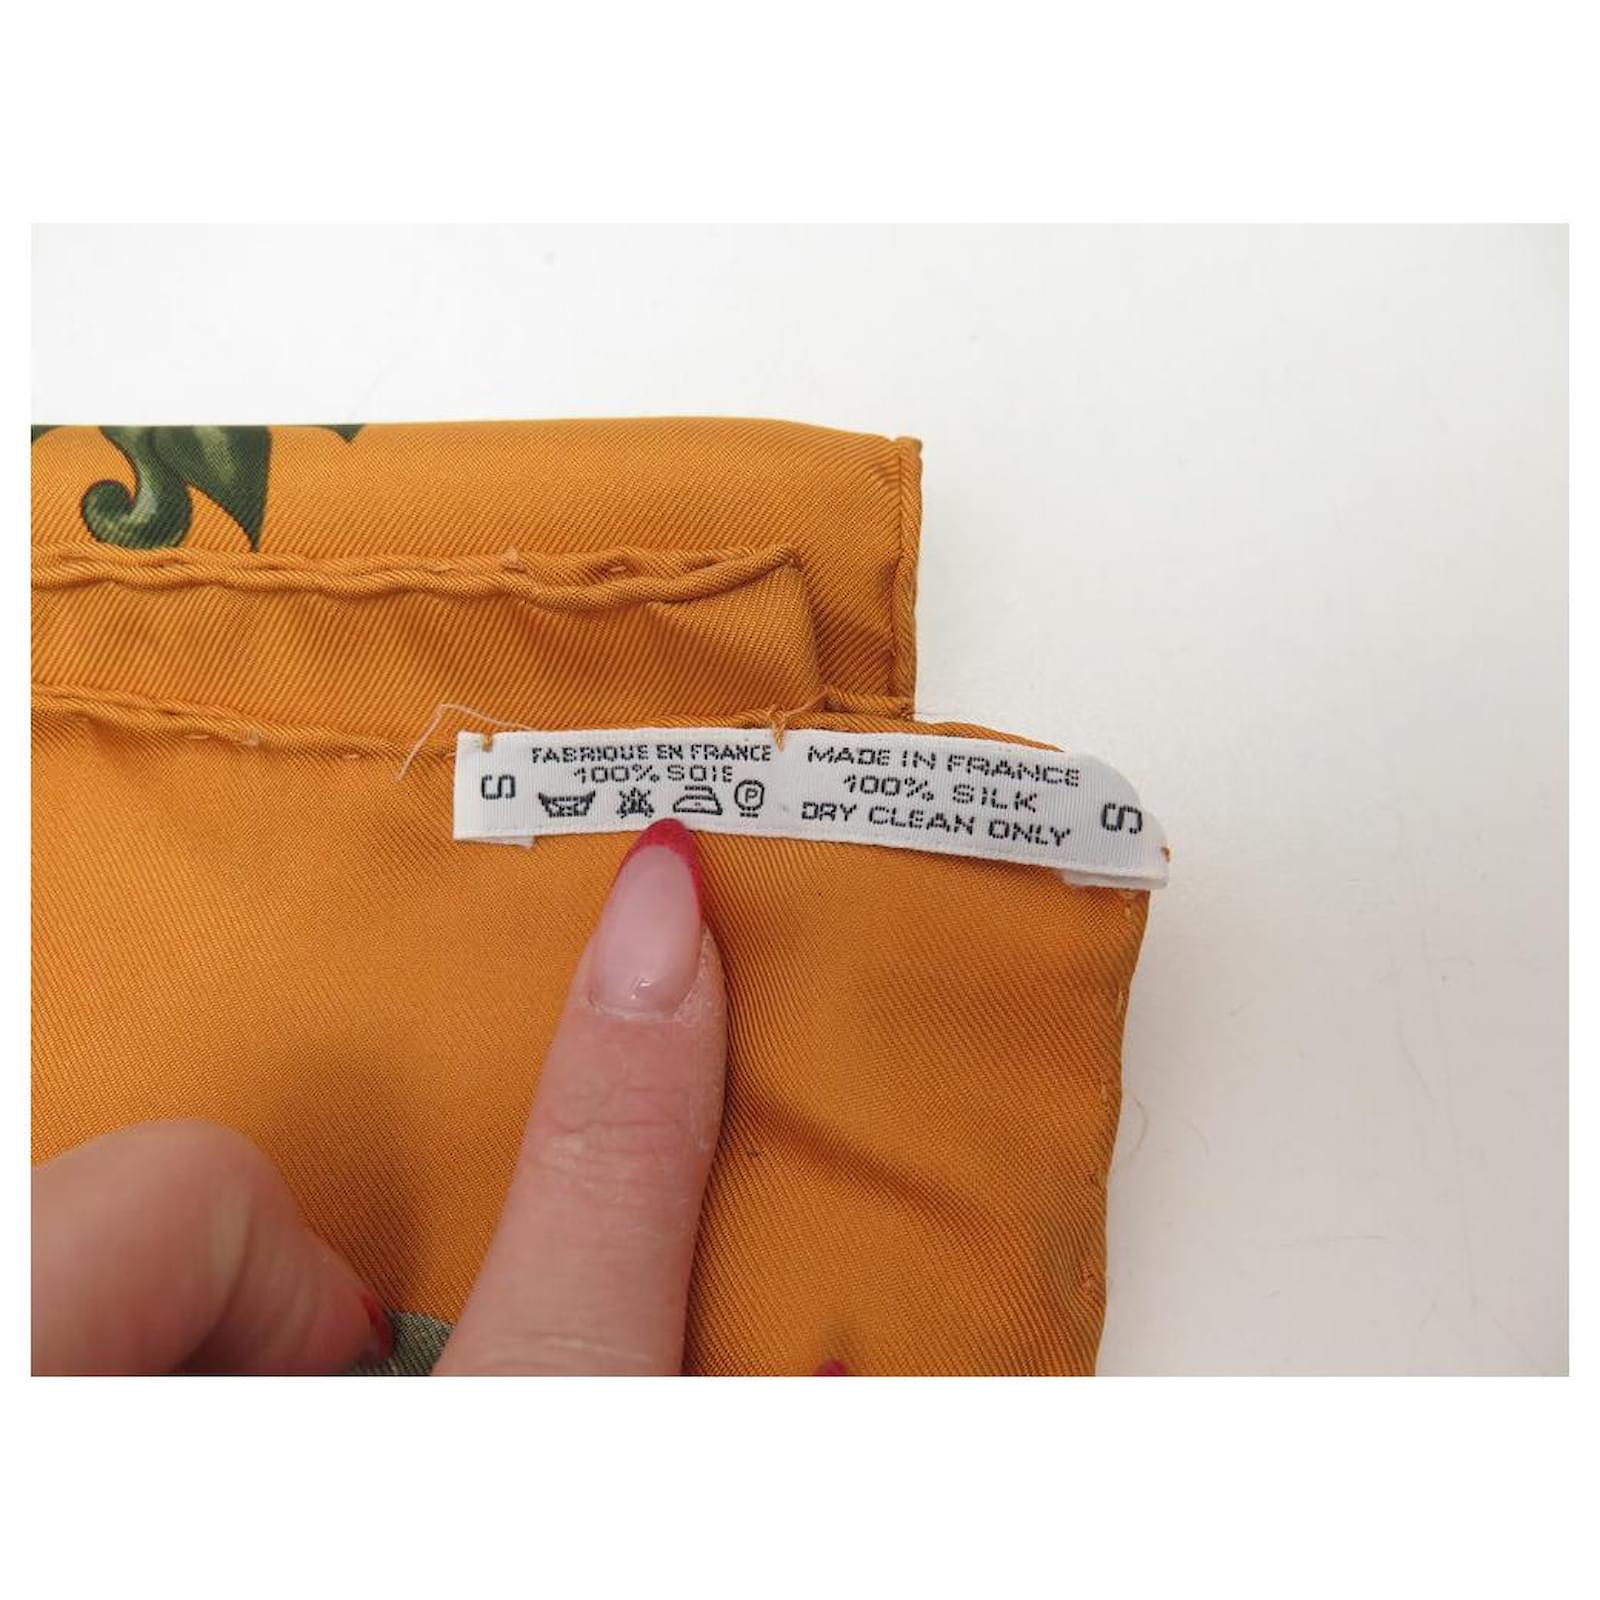 S
FABRIQUE EN FRANCE
100% SOIE
P
MADE IN FRANCE
100% SILK
DRY CLEAN ONLY
S